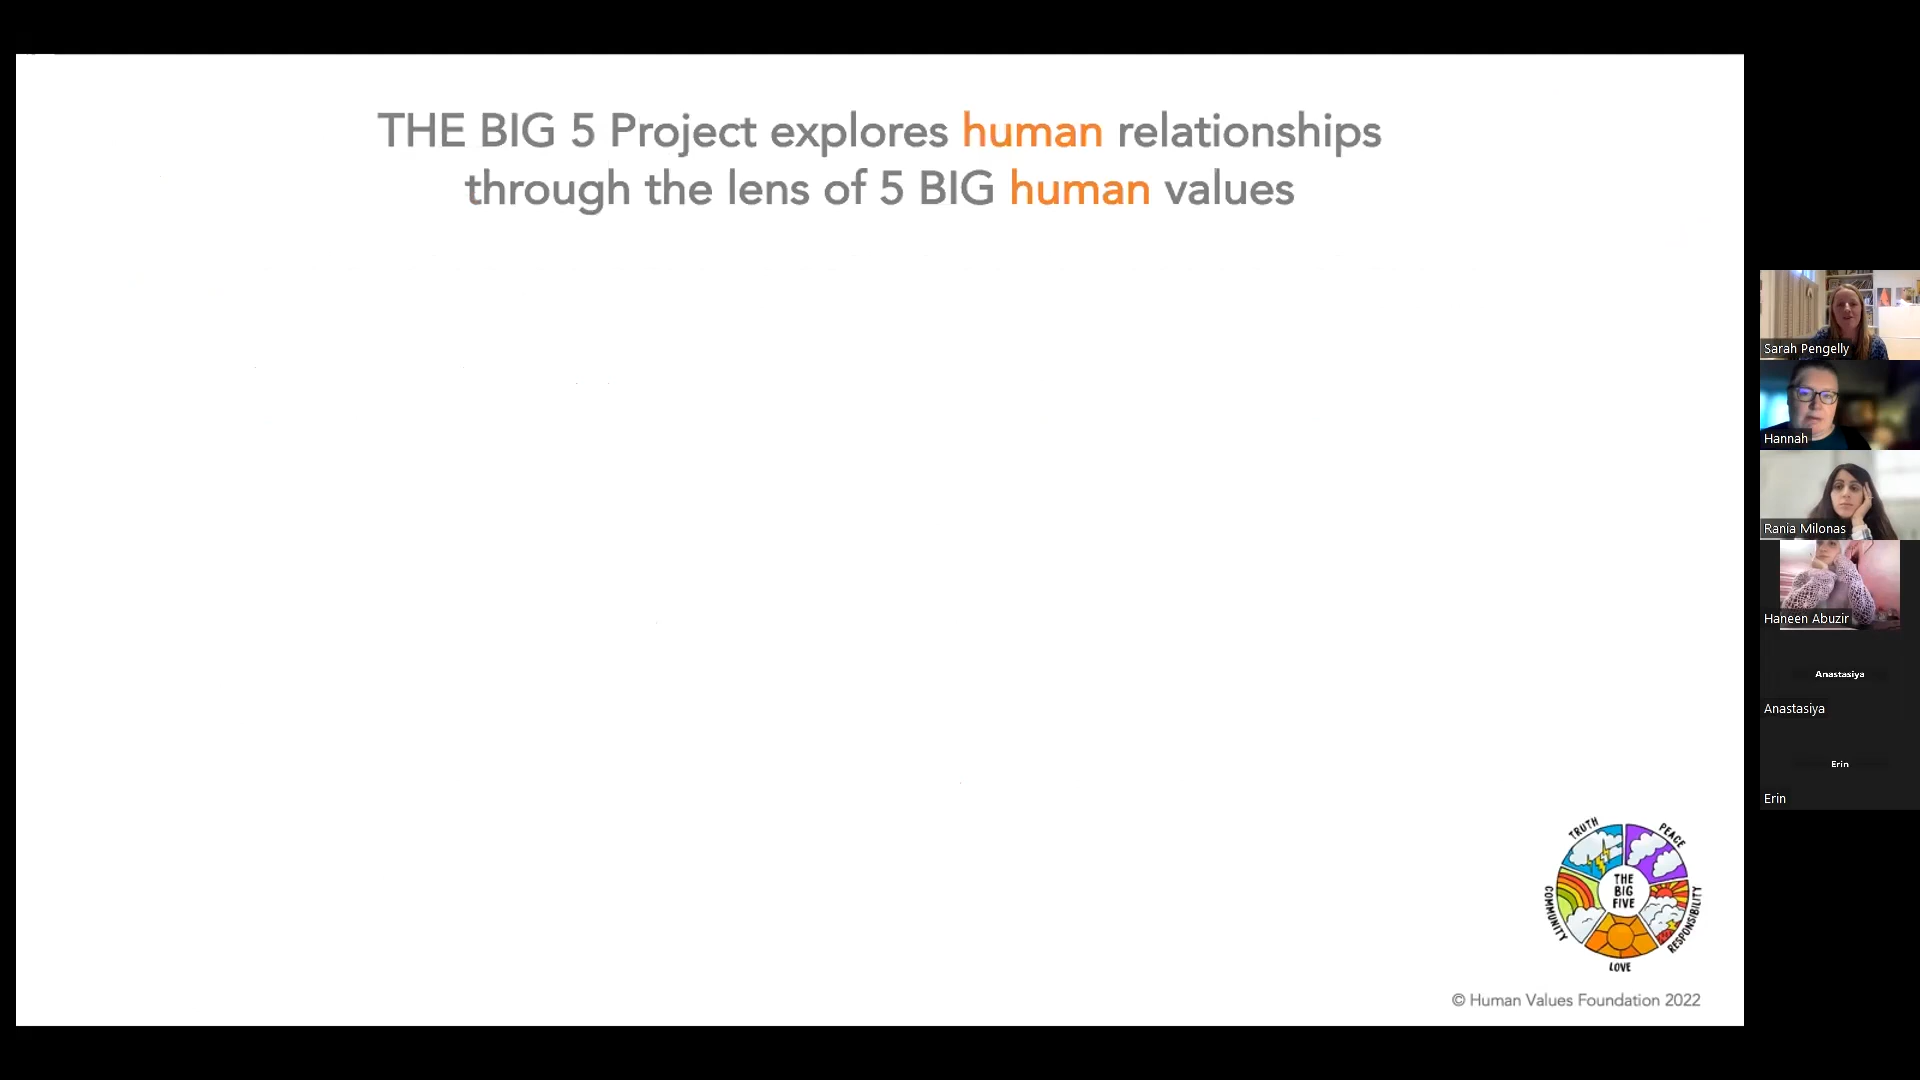 THE BIG 5 Project explores human relationships
through the lens of 5 BIG human values
Sarah Pengelly
Hannah
Rania Milonas
Haneen Abuzir
Anastasiya
Anastasiya
Erin
Erin
TRUTH
PEACE
THE
BIG
FIVE
COMMUNITY
RESPONSIBILITY
LOVE
© Human Values Foundation 2022